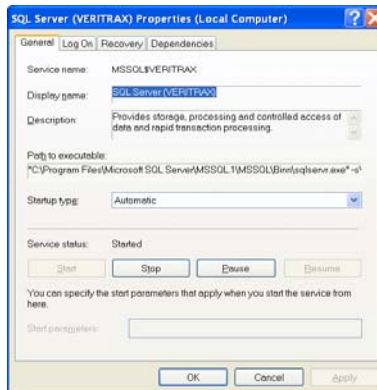 SQL Server (VERITRAX) Properties (Local Computer)
General Log On Recovery Dependencies
Service name: MSSQL$VERITRAX
Display name: SQL Server (VERITRAX)
Description: Provides storage, processing and controlled access of
data and rapid transaction processing.
Path to executable:
"C:\Program Files\Microsoft SQL Server\MSSQL.1\MSSQL\Binn\sqlservr.exe" -s\
Startup type: Automatic
Service status: Started
Start Stop Pause Resume
You can specify the start parameters that apply when you start the service from
here.
Start parameters:
OK Cancel Apply